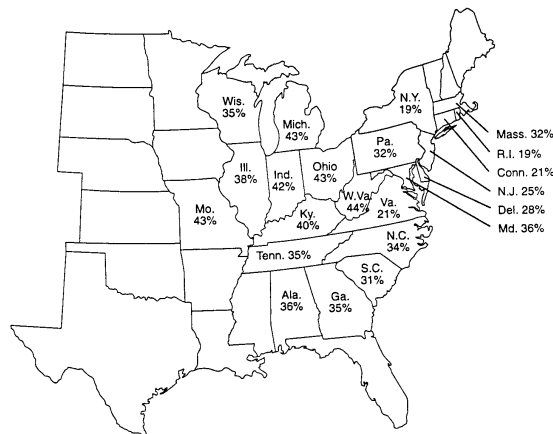 Wis.
35%
Mich.
43%
N.Y.
19%
Mass. 32%
R.I. 19%
Conn. 21%
N.J. 25%
Del. 28%
Md. 36%
Pa.
32%
Ill.
38%
Ind.
42%
Ohio
43%
W.Va.
44%
Va.
21%
Mo.
43%
Ky.
40%
N.C.
34%
Tenn. 35%
S.C.
31%
Ala.
36%
Ga.
35%